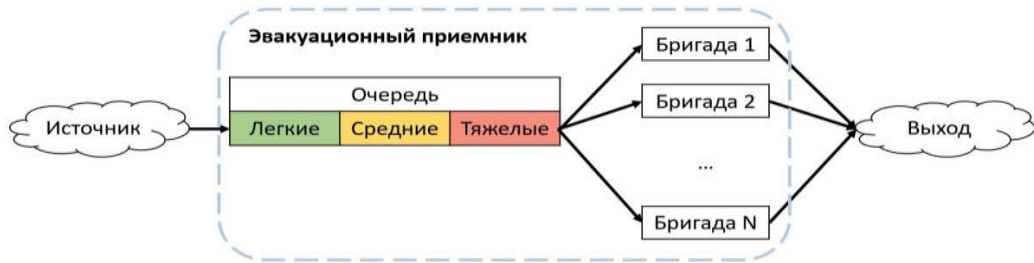 Эвакуационный приемник
Бригада 1
Очередь
Бригада 2
Источник
Легкие
Средние
Тяжелые
Выход
...
Бригада N